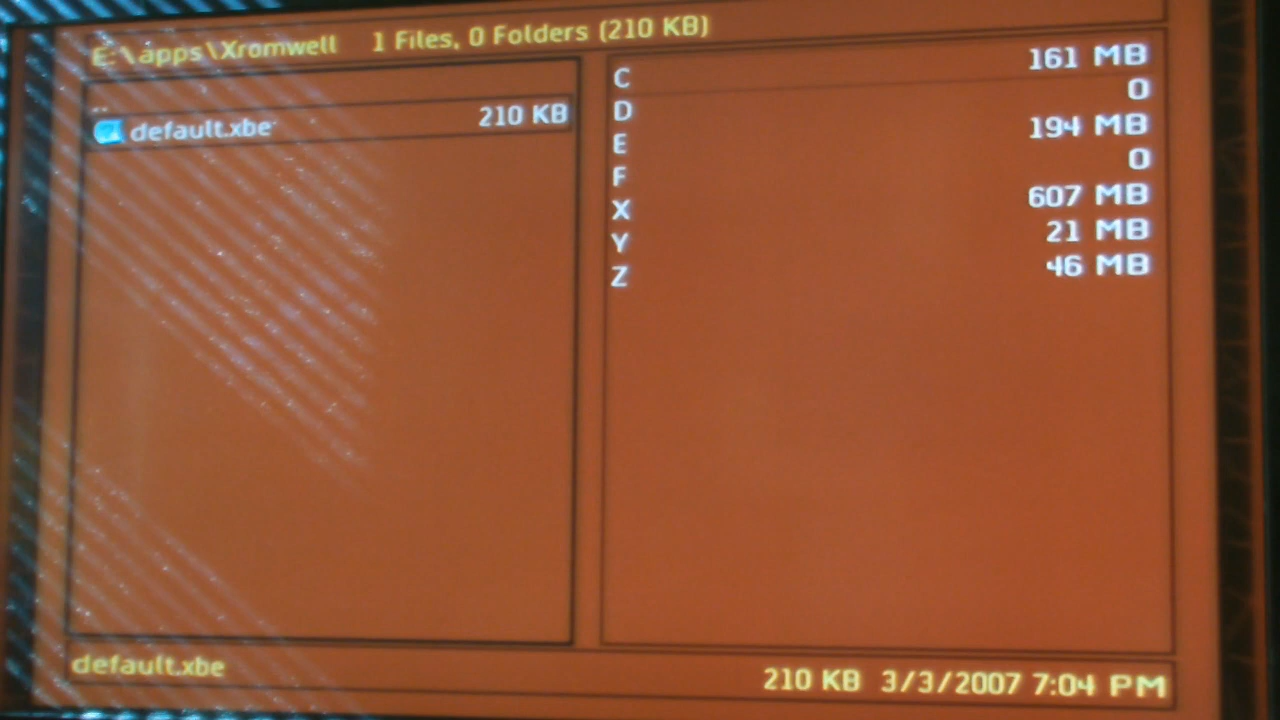 E:\apps\Xromwell 1 Files, 0 Folders (210 KB)
..
default.xbe 210 KB
C 161 MB
D 0
E 194 MB
F 0
X 607 MB
Y 21 MB
Z 46 MB
default.xbe 210 KB 3/3/2007 7:04 PM